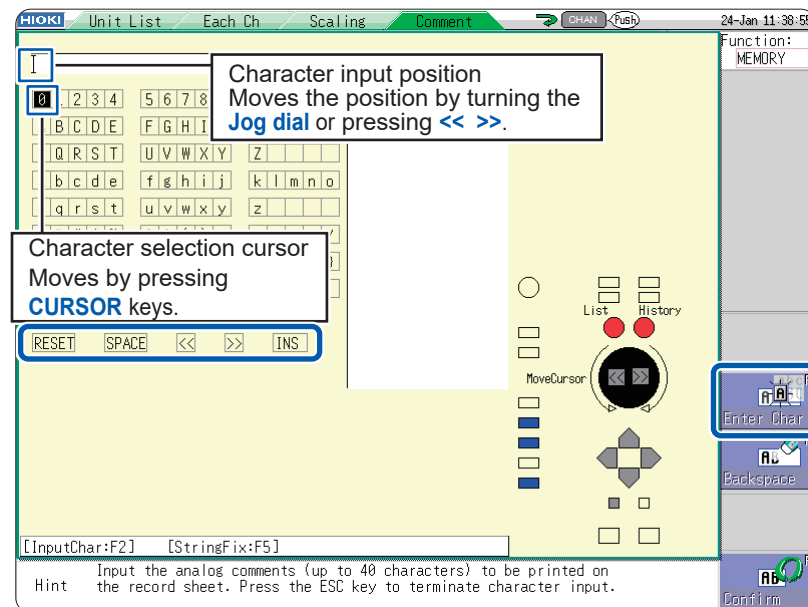 HIOKI Unit List Each Ch Scaling Comment CHAN Push 24-Jan 11:38:55
Function:
MEMORY
Character input position
Moves the position by turning the
Jog dial or pressing << >>.
0 1 2 3 4 5 6 7 8
B C D E F G H I
Q R S T U V W X Y Z
b c d e f g h i j k l m n o
q r s t u v w x y z
Character selection cursor
Moves by pressing
CURSOR keys.
RESET SPACE << >> INS
List History
MoveCursor << >>
Enter Char
Backspace
[InputChar:F2] [StringFix:F5]
Hint Input the analog comments (up to 40 characters) to be printed on
the record sheet. Press the ESC key to terminate character input.
Confirm